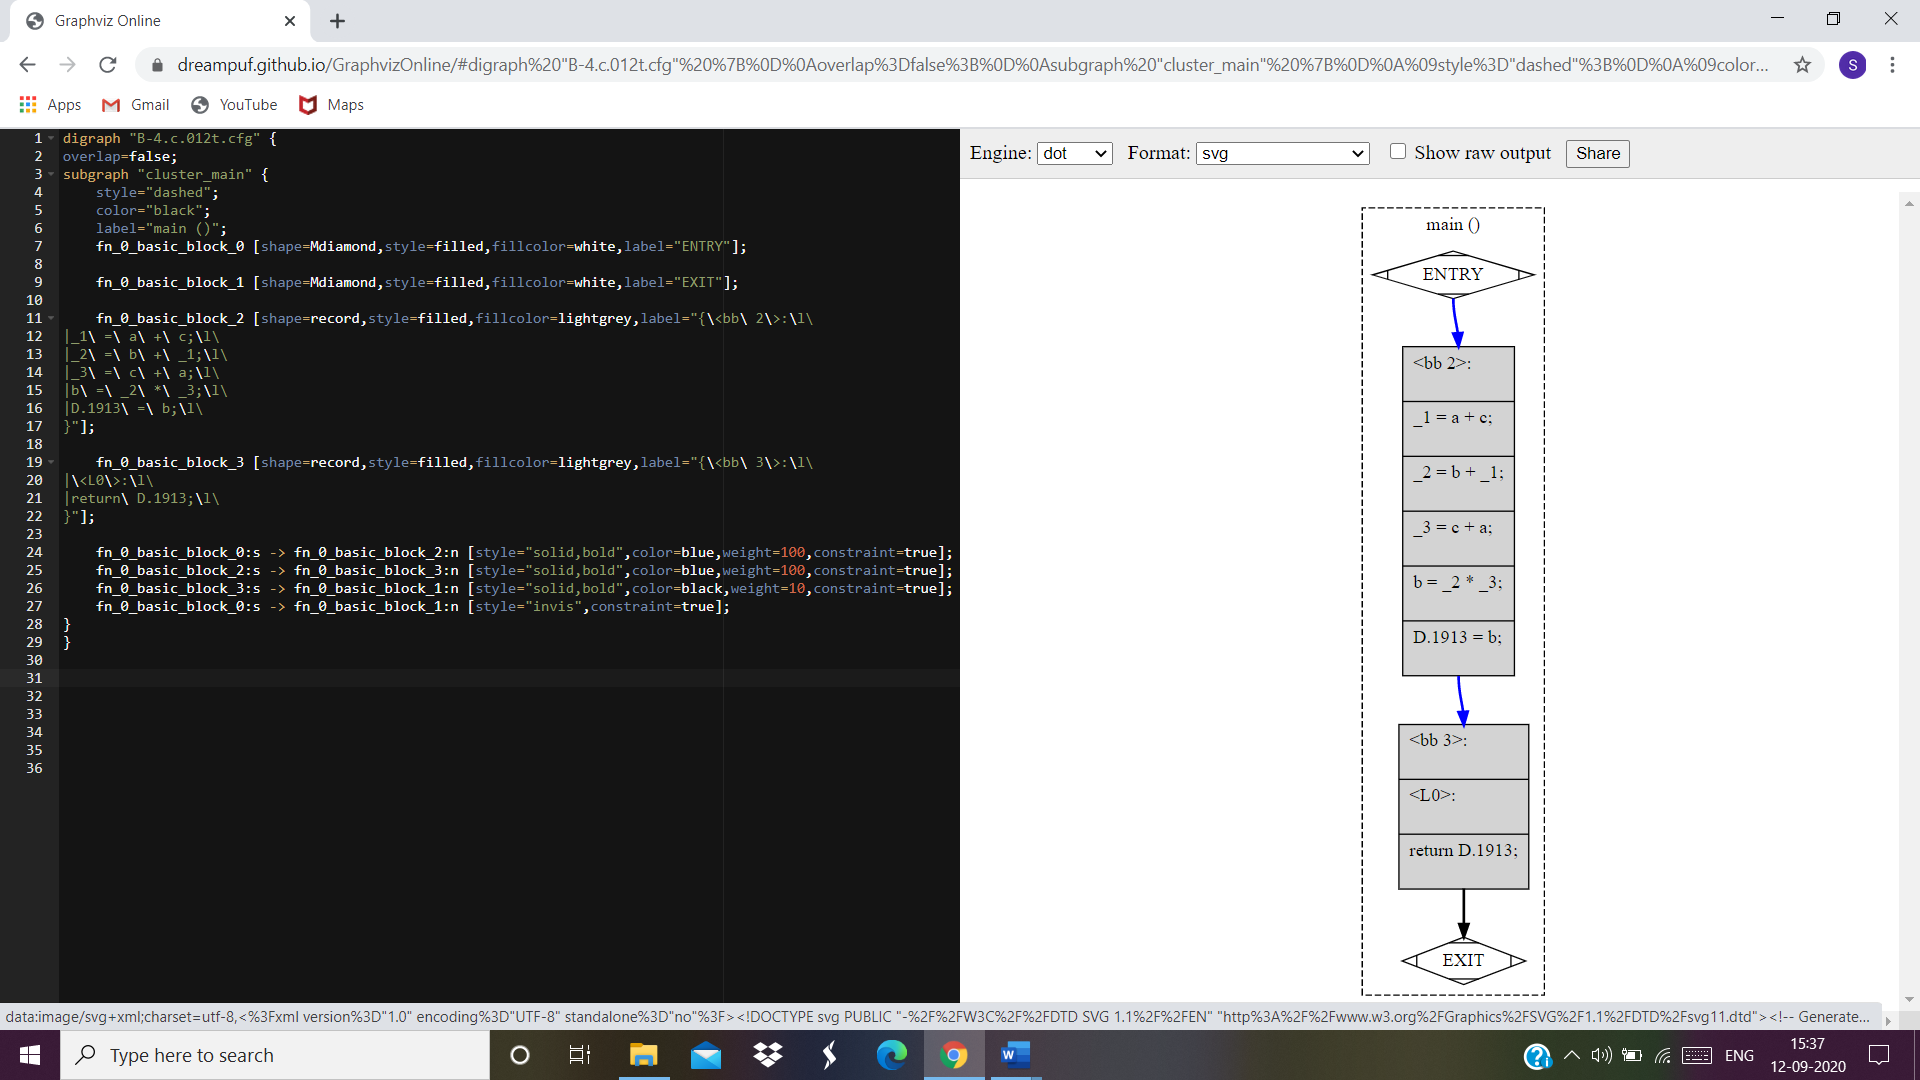 Graphviz Online
dreampuf.github.io/GraphvizOnline/#digraph%20"B-4.c.012t.cfg"%20%7B%0D%0Aoverlap%3Dfalse%3B%0D%0Asubgraph%20"cluster_main"%20%7B%0D%0A%09style%3D"dashed"%3B%0D%0A%09color... S
Apps Gmail YouTube Maps
1 digraph "B-4.c.012t.cfg" {
2 overlap=false;
3 subgraph "cluster_main" {
4 style="dashed";
5 color="black";
6 label="main ()";
7 fn_0_basic_block_0 [shape=Mdiamond,style=filled,fillcolor=white,label="ENTRY"];
8
9 fn_0_basic_block_1 [shape=Mdiamond,style=filled,fillcolor=white,label="EXIT"];
10
11 fn_0_basic_block_2 [shape=record,style=filled,fillcolor=lightgrey,label="{\<bb\ 2\>:\l\
12 |_1\ =\ a\ +\ c;\l\
13 |_2\ =\ b\ +\ _1;\l\
14 |_3\ =\ c\ +\ a;\l\
15 |b\ =\ _2\ *\ _3;\l\
16 |D.1913\ =\ b;\l\
17 }"];
18
19 fn_0_basic_block_3 [shape=record,style=filled,fillcolor=lightgrey,label="{\<bb\ 3\>:\l\
20 |\<L0\>:\l\
21 |return\ D.1913;\l\
22 }"];
23
24 fn_0_basic_block_0:s -> fn_0_basic_block_2:n [style="solid,bold",color=blue,weight=100,constraint=true];
25 fn_0_basic_block_2:s -> fn_0_basic_block_3:n [style="solid,bold",color=blue,weight=100,constraint=true];
26 fn_0_basic_block_3:s -> fn_0_basic_block_1:n [style="solid,bold",color=black,weight=10,constraint=true];
27 fn_0_basic_block_0:s -> fn_0_basic_block_1:n [style="invis",constraint=true];
28 }
29 }
30
31
32
33
34
35
36
Engine: dot Format: svg Show raw output Share
main ()
ENTRY
<bb 2>:
_1 = a + c;
_2 = b + _1;
_3 = c + a;
b = _2 * _3;
D.1913 = b;
<bb 3>:
<L0>:
return D.1913;
EXIT
data:image/svg+xml;charset=utf-8,<%3Fxml version%3D"1.0" encoding%3D"UTF-8" standalone%3D"no"%3F><!DOCTYPE svg PUBLIC "-%2F%2FW3C%2F%2FDTD SVG 1.1%2F%2FEN" "http%3A%2F%2Fwww.w3.org%2FGraphics%2FSVG%2F1.1%2FDTD%2Fsvg11.dtd"><!-- Generate...
Type here to search
ENG
15:37
12-09-2020